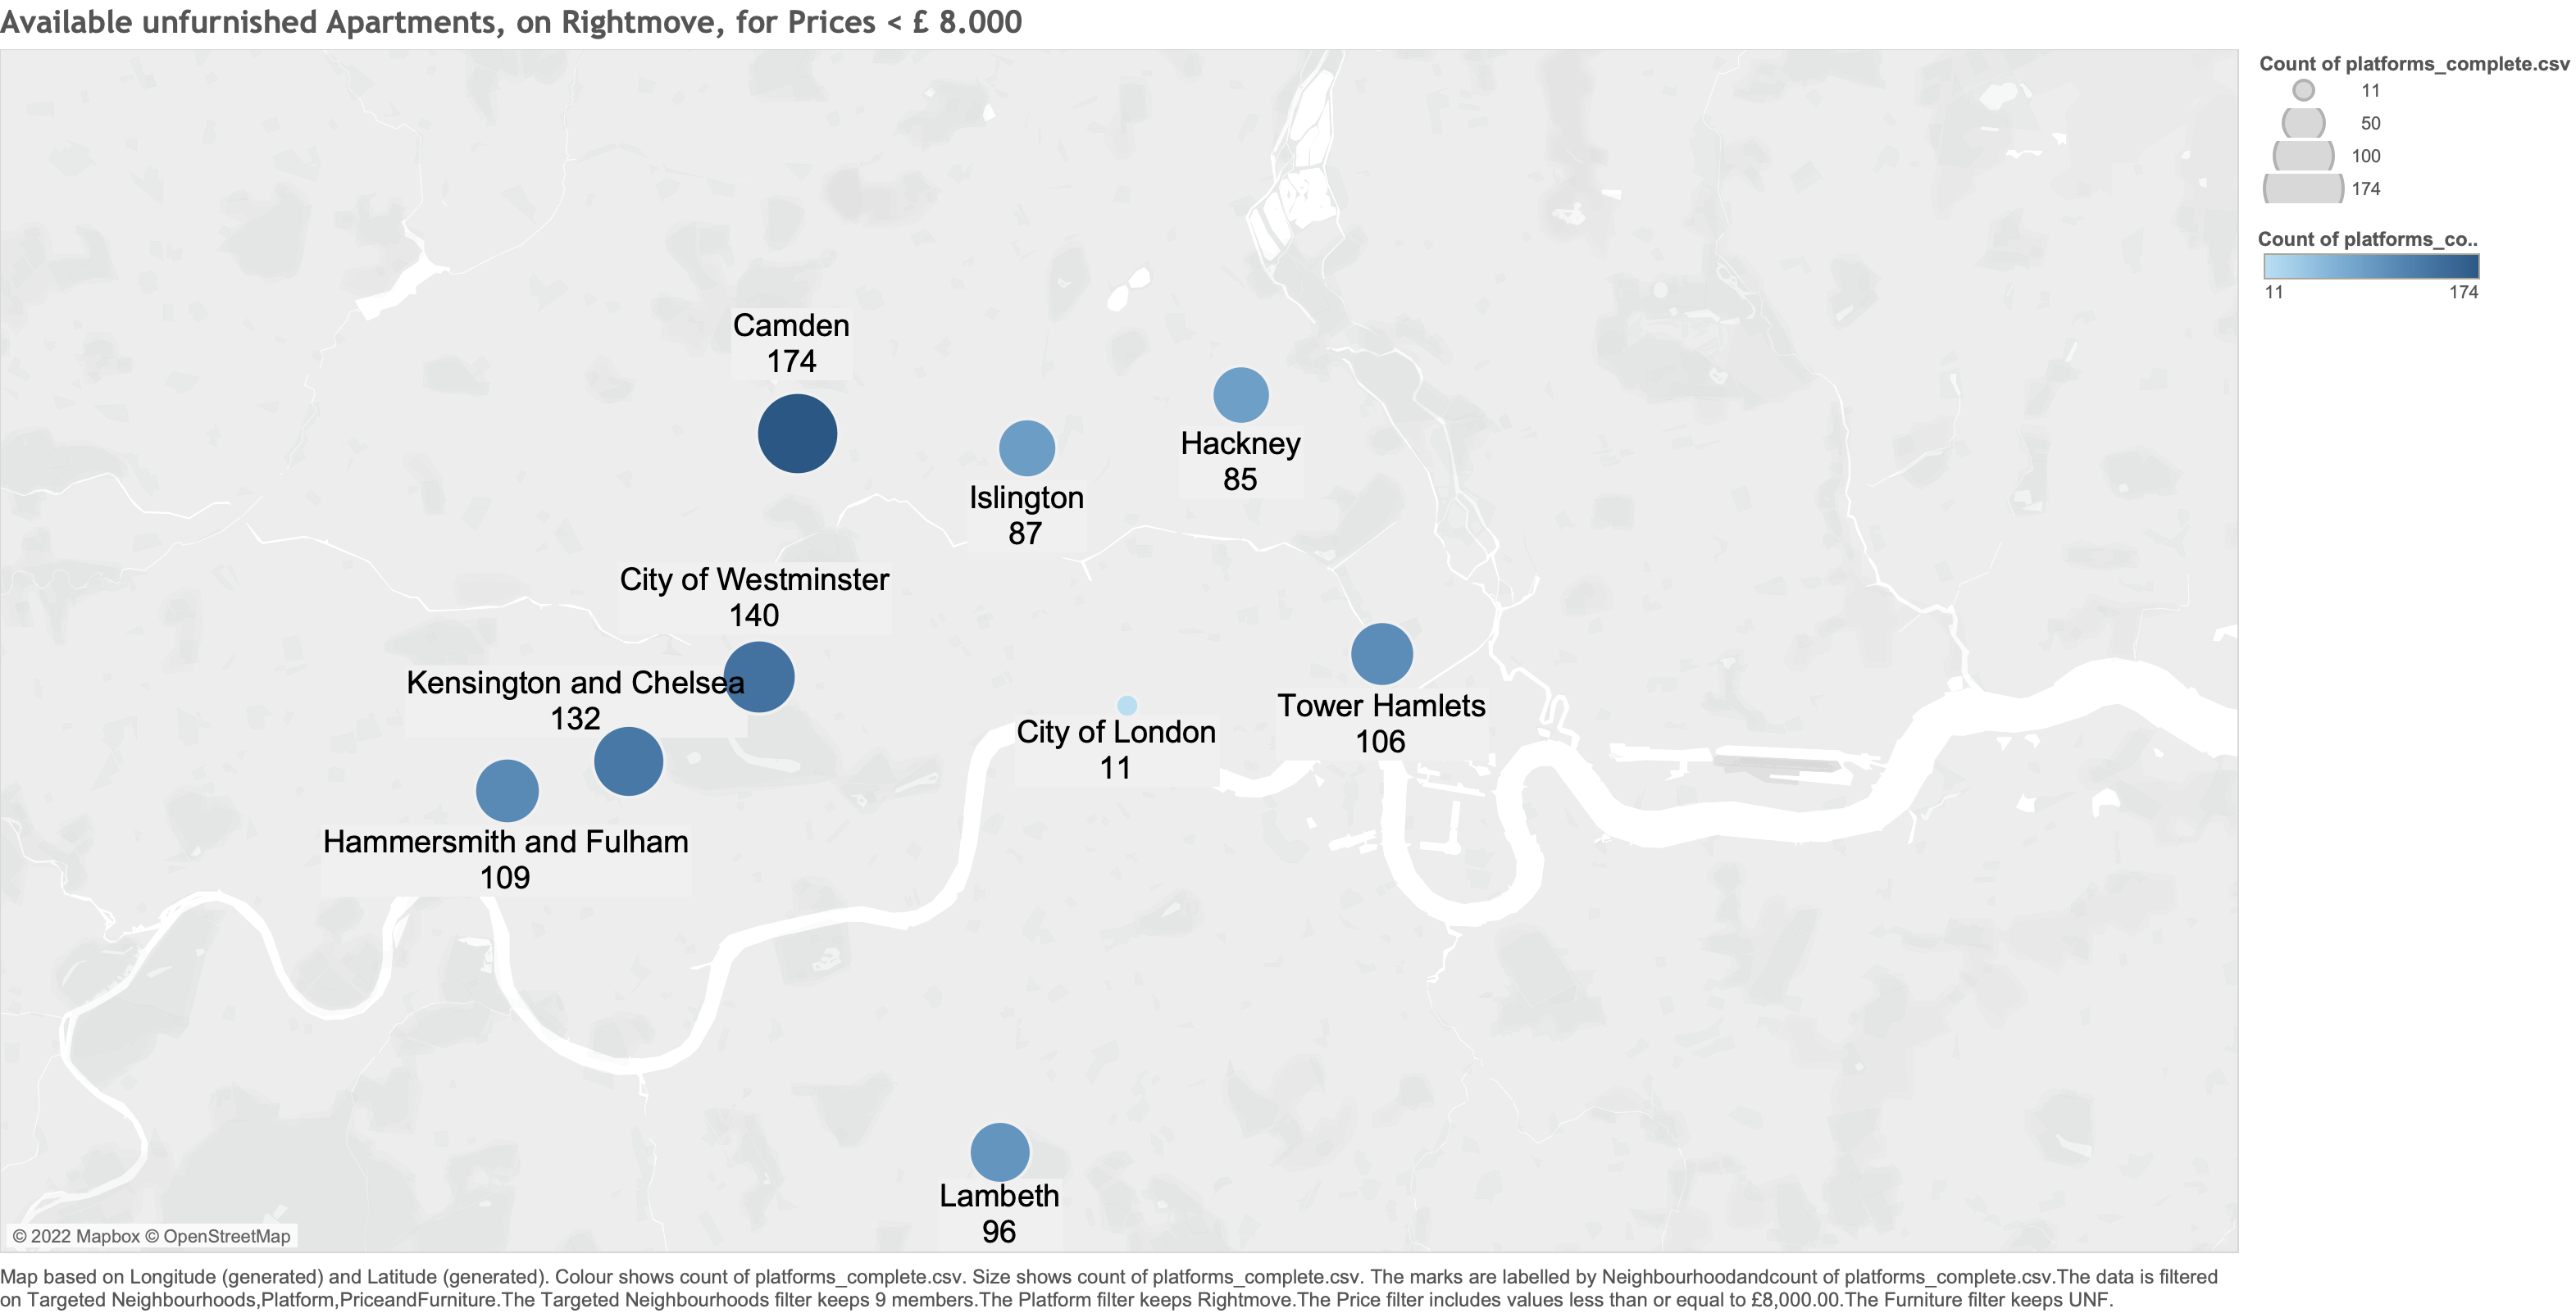 Available unfurnished Apartments, on Rightmove, for Prices < £ 8.000
Count of platforms_complete.csv
11
50
100
174
Count of platforms_co..
11 174
Camden
174
Hackney
85
Islington
87
City of Westminster
140
Kensington and Chelsea
132
Tower Hamlets
106
City of London
11
Hammersmith and Fulham
109
Lambeth
96
© 2022 Mapbox © OpenStreetMap
Map based on Longitude (generated) and Latitude (generated). Colour shows count of platforms_complete.csv. Size shows count of platforms_complete.csv. The marks are labelled by Neighbourhoodandcount of platforms_complete.csv.The data is filtered
on Targeted Neighbourhoods,Platform,PriceandFurniture.The Targeted Neighbourhoods filter keeps 9 members.The Platform filter keeps Rightmove.The Price filter includes values less than or equal to £8,000.00.The Furniture filter keeps UNF.